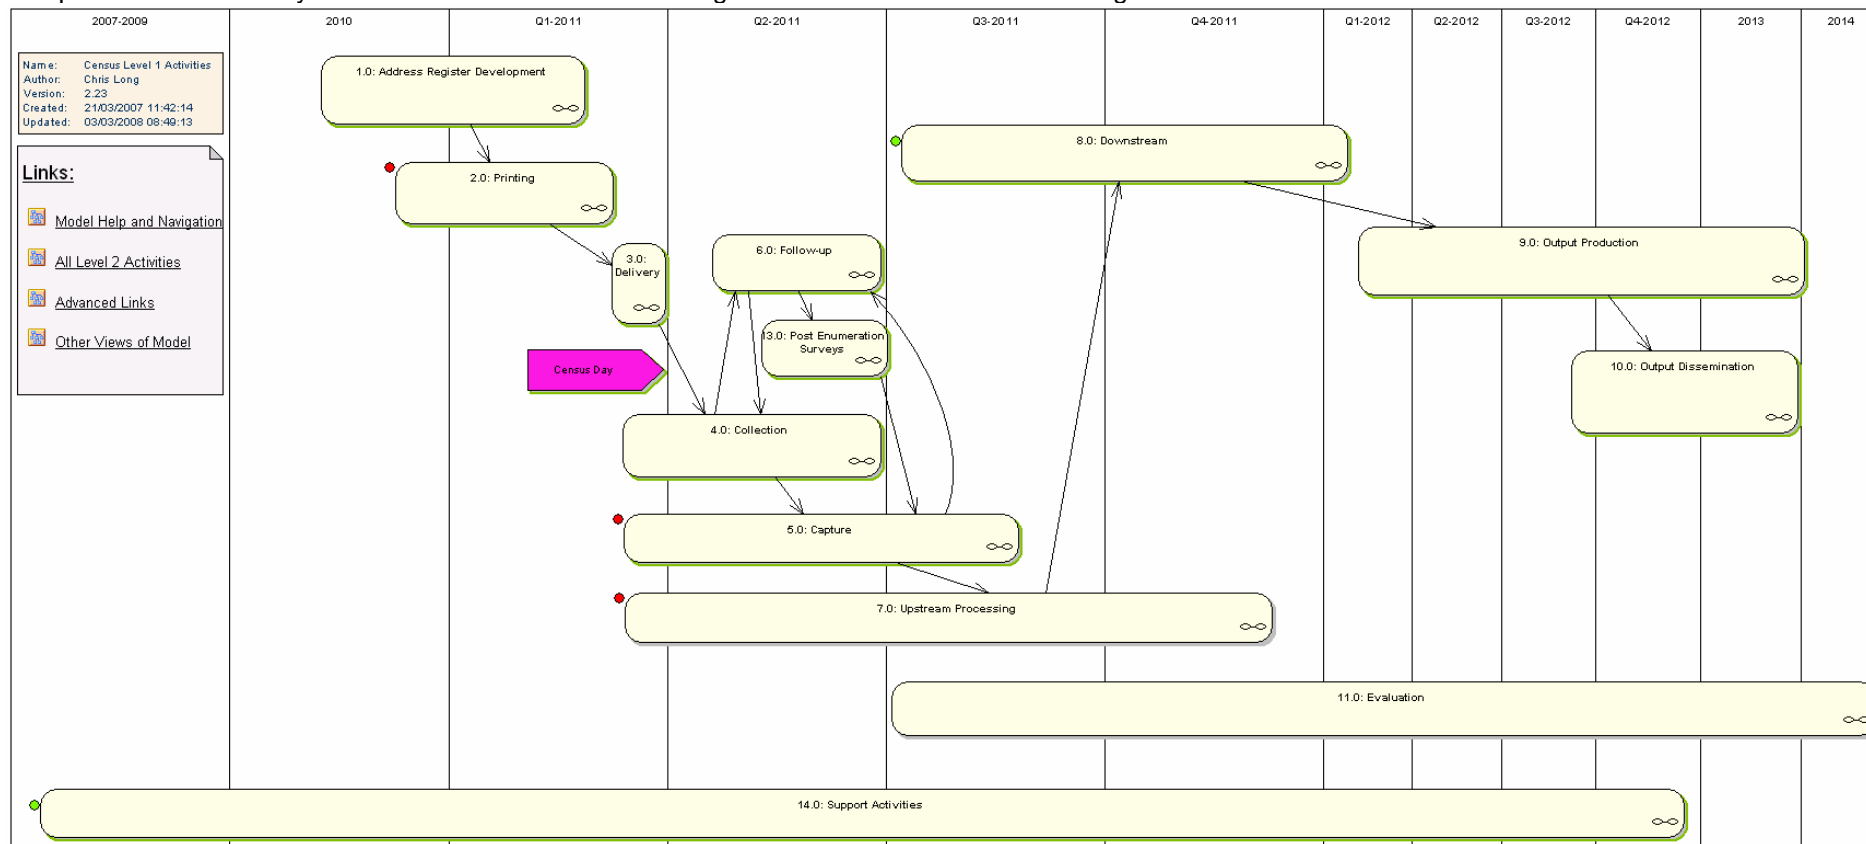 2007-2009
2010
Q1-2011
Q2-2011
Q3-2011
Q4-2011
Q1-2012
Q2-2012
Q3-2012
Q4-2012
2013
2014
Name: Census Level 1 Activities
Author: Chris Long
Version: 2.23
Created: 21/03/2007 11:42:14
Updated: 03/03/2008 08:49:13
Links:
Model Help and Navigation
All Level 2 Activities
Advanced Links
Other Views of Model
1.0: Address Register Development
2.0: Printing
3.0:
Delivery
Census Day
6.0: Follow-up
13.0: Post Enumeration
Surveys
4.0: Collection
5.0: Capture
7.0: Upstream Processing
8.0: Downstream
9.0: Output Production
10.0: Output Dissemination
11.0: Evaluation
14.0: Support Activities